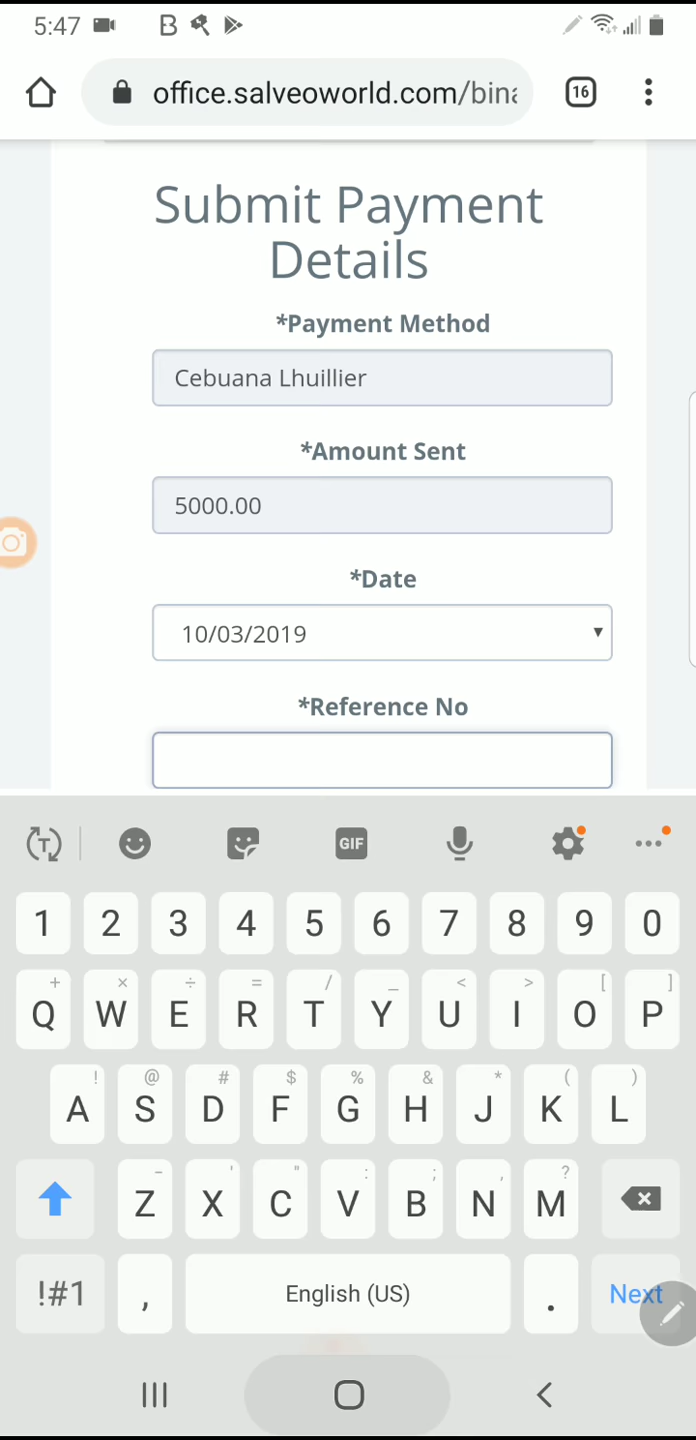 5:47
office.salveoworld.com/bina
16
Submit Payment
Details
*Payment Method
Cebuana Lhuillier
*Amount Sent
5000.00
*Date
10/03/2019
*Reference No
GIF
1 2 3 4 5 6 7 8 9 0
+ × ÷ = / _ < > [ ]
Q W E R T Y U I O P
! @ # $ % & * ( )
A S D F G H J K L
- ' " : ; , ?
Z X C V B N M
!#1 , English (US) . Next